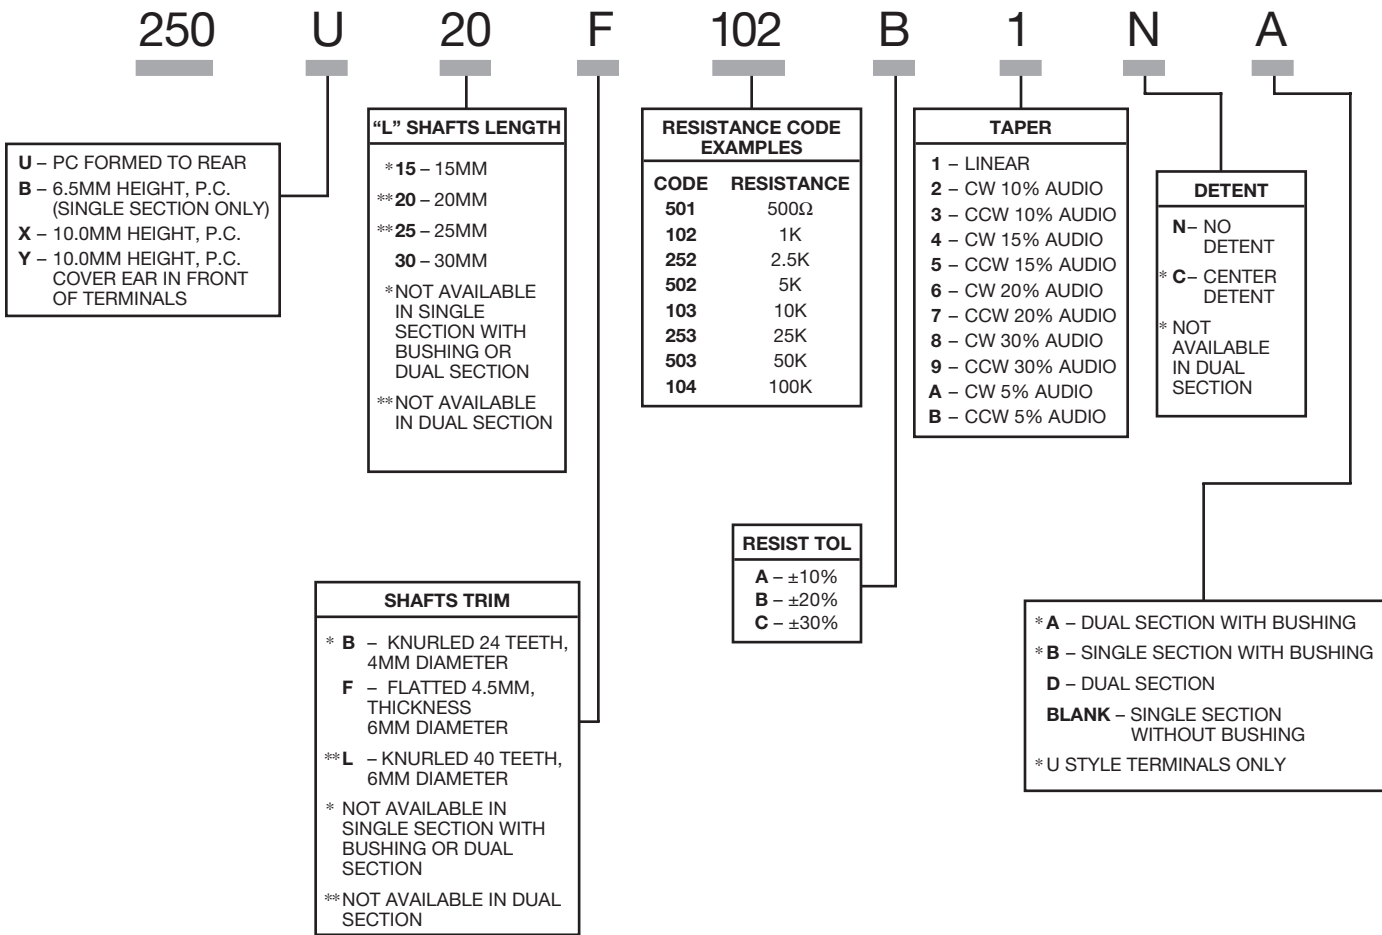 250 U 20 F 102 B 1 N A
U – PC FORMED TO REAR
B – 6.5MM HEIGHT, P.C.
(SINGLE SECTION ONLY)
X – 10.0MM HEIGHT, P.C.
Y – 10.0MM HEIGHT, P.C.
COVER EAR IN FRONT
OF TERMINALS
“L” SHAFTS LENGTH
*15 – 15MM
**20 – 20MM
**25 – 25MM
30 – 30MM
*NOT AVAILABLE
IN SINGLE
SECTION WITH
BUSHING OR
DUAL SECTION
**NOT AVAILABLE
IN DUAL SECTION
RESISTANCE CODE
EXAMPLES
CODE RESISTANCE
501 500Ω
102 1K
252 2.5K
502 5K
103 10K
253 25K
503 50K
104 100K
TAPER
1 – LINEAR
2 – CW 10% AUDIO
3 – CCW 10% AUDIO
4 – CW 15% AUDIO
5 – CCW 15% AUDIO
6 – CW 20% AUDIO
7 – CCW 20% AUDIO
8 – CW 30% AUDIO
9 – CCW 30% AUDIO
A – CW 5% AUDIO
B – CCW 5% AUDIO
DETENT
N– NO
DETENT
* C– CENTER
DETENT
* NOT
AVAILABLE
IN DUAL
SECTION
SHAFTS TRIM
* B – KNURLED 24 TEETH,
4MM DIAMETER
F – FLATTED 4.5MM,
THICKNESS
6MM DIAMETER
**L – KNURLED 40 TEETH,
6MM DIAMETER
* NOT AVAILABLE IN
SINGLE SECTION WITH
BUSHING OR DUAL
SECTION
**NOT AVAILABLE IN DUAL
SECTION
RESIST TOL
A – ±10%
B – ±20%
C – ±30%
*A – DUAL SECTION WITH BUSHING
*B – SINGLE SECTION WITH BUSHING
D – DUAL SECTION
BLANK – SINGLE SECTION
WITHOUT BUSHING
*U STYLE TERMINALS ONLY